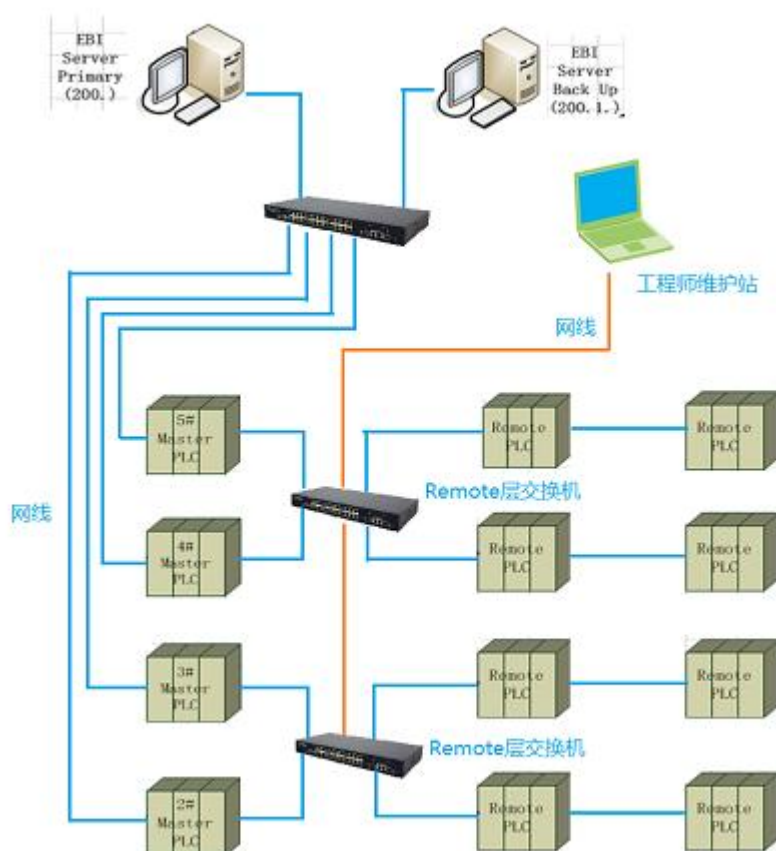 EBI
Server
Primary
(200.)
EBI
Server
Back Up
(200.1.)
工程师维护站
网线
5#
Master
PLC
Remote
PLC
Remote
PLC
Remote层交换机
网线
4#
Master
PLC
Remote
PLC
Remote
PLC
3#
Master
PLC
Remote
PLC
Remote
PLC
Remote层交换机
2#
Master
PLC
Remote
PLC
Remote
PLC